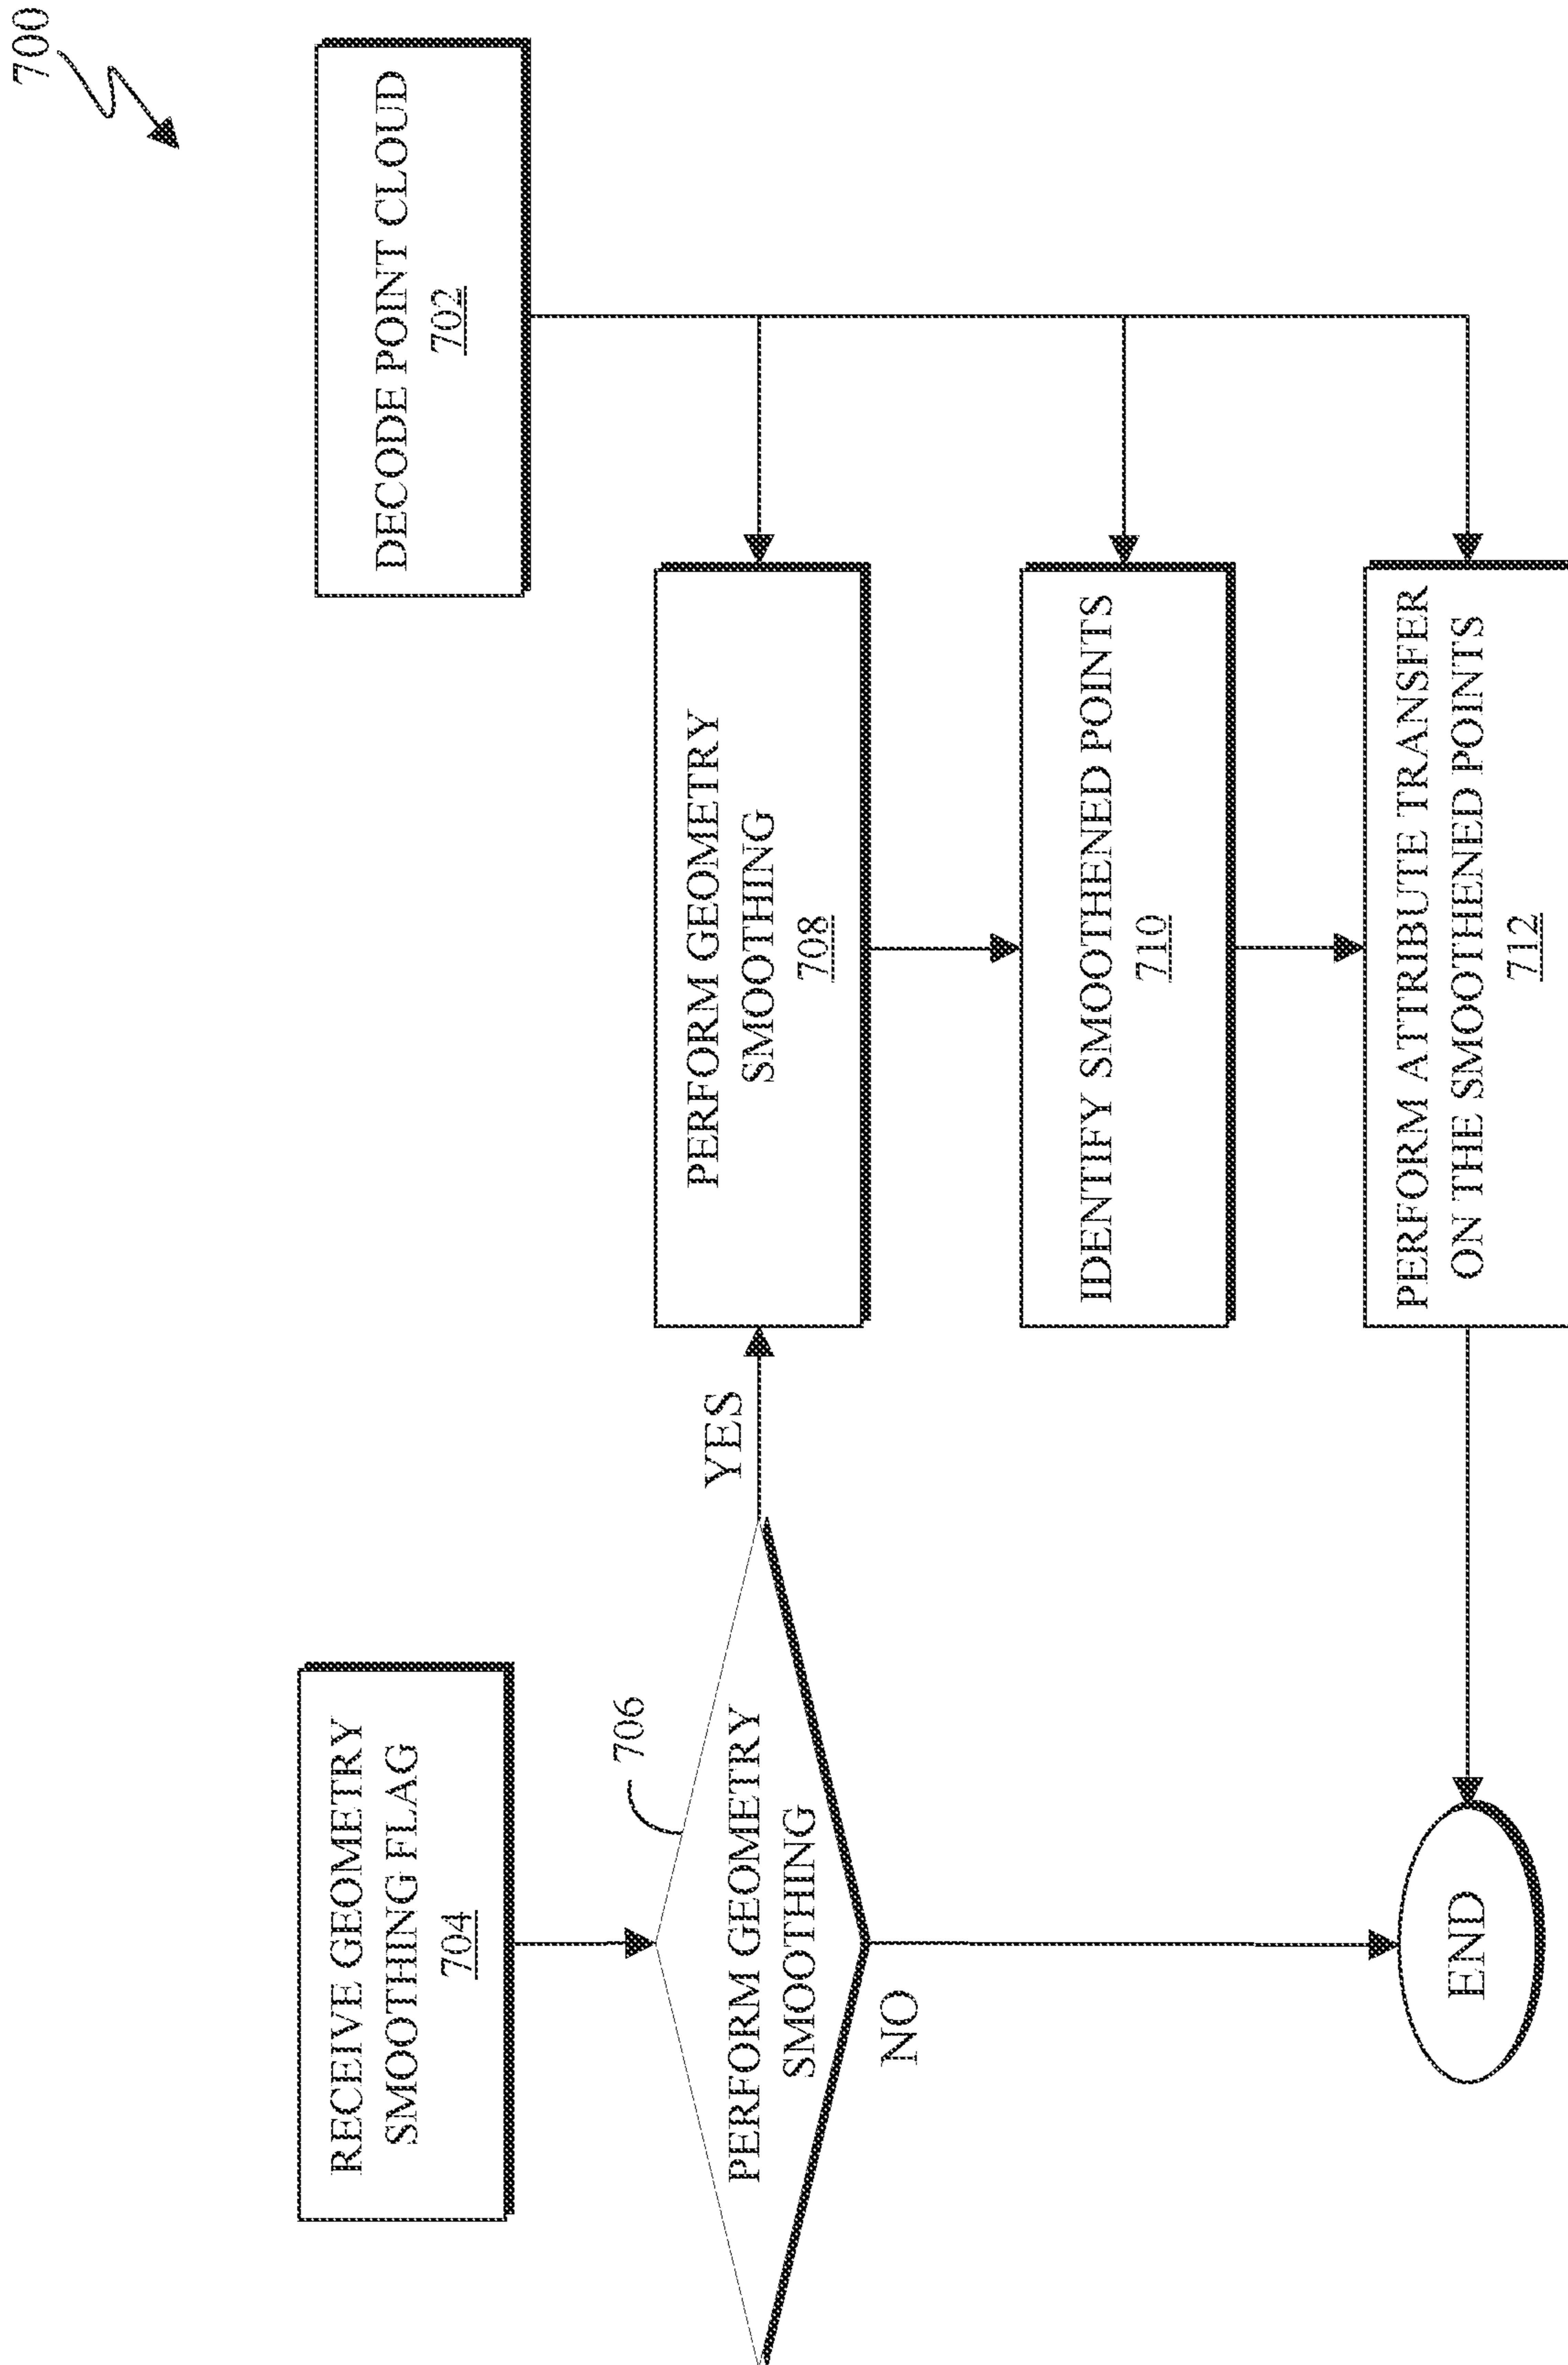 700
DECODE POINT CLOUD
702
RECEIVE GEOMETRY
SMOOTHING FLAG
704
706
PERFORM GEOMETRY
SMOOTHING
YES
NO
PERFORM GEOMETRY
SMOOTHING
708
IDENTIFY SMOOTHENED POINTS
710
PERFORM ATTRIBUTE TRANSFER
ON THE SMOOTHENED POINTS
712
END